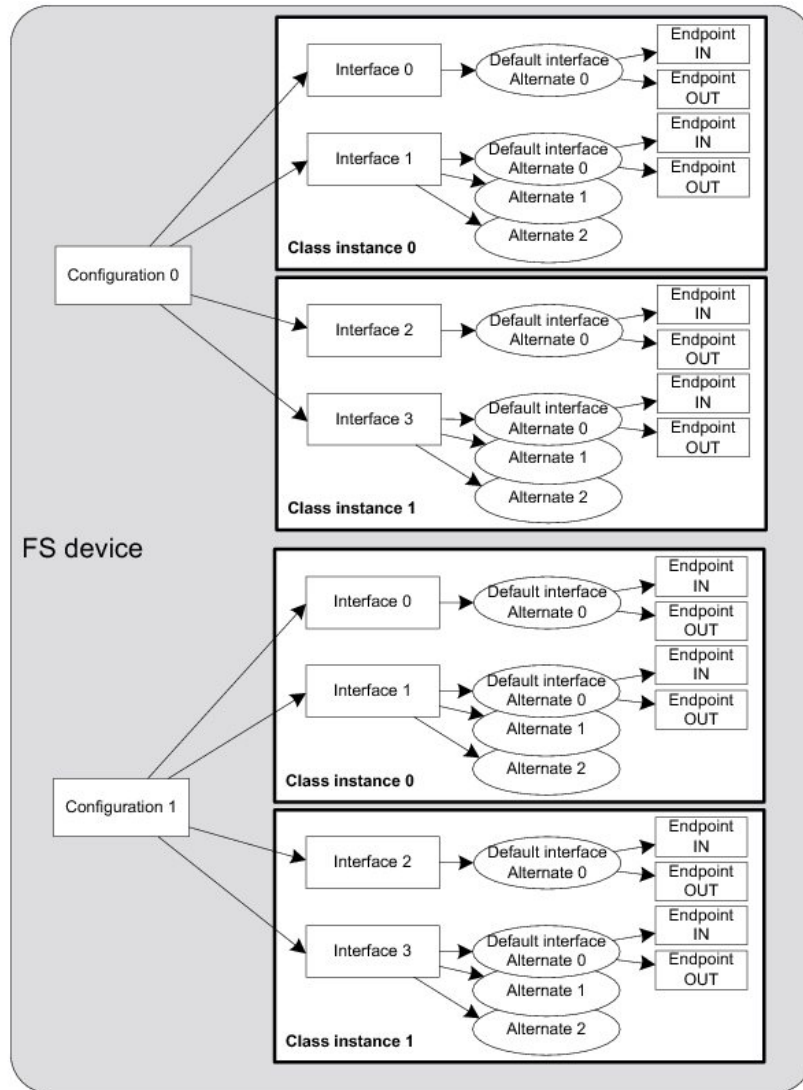 Interface 0
Default interface
Alternate 0
Endpoint
IN
Endpoint
OUT
Interface 1
Default interface
Alternate 0
Alternate 1
Alternate 2
Endpoint
IN
Endpoint
OUT
Class instance 0
Configuration 0
Interface 2
Default interface
Alternate 0
Endpoint
IN
Endpoint
OUT
Interface 3
Default interface
Alternate 0
Alternate 1
Alternate 2
Endpoint
IN
Endpoint
OUT
Class instance 1
FS device
Interface 0
Default interface
Alternate 0
Endpoint
IN
Endpoint
OUT
Interface 1
Default interface
Alternate 0
Alternate 1
Alternate 2
Endpoint
IN
Endpoint
OUT
Class instance 0
Configuration 1
Interface 2
Default interface
Alternate 0
Endpoint
IN
Endpoint
OUT
Interface 3
Default interface
Alternate 0
Alternate 1
Alternate 2
Endpoint
IN
Endpoint
OUT
Class instance 1